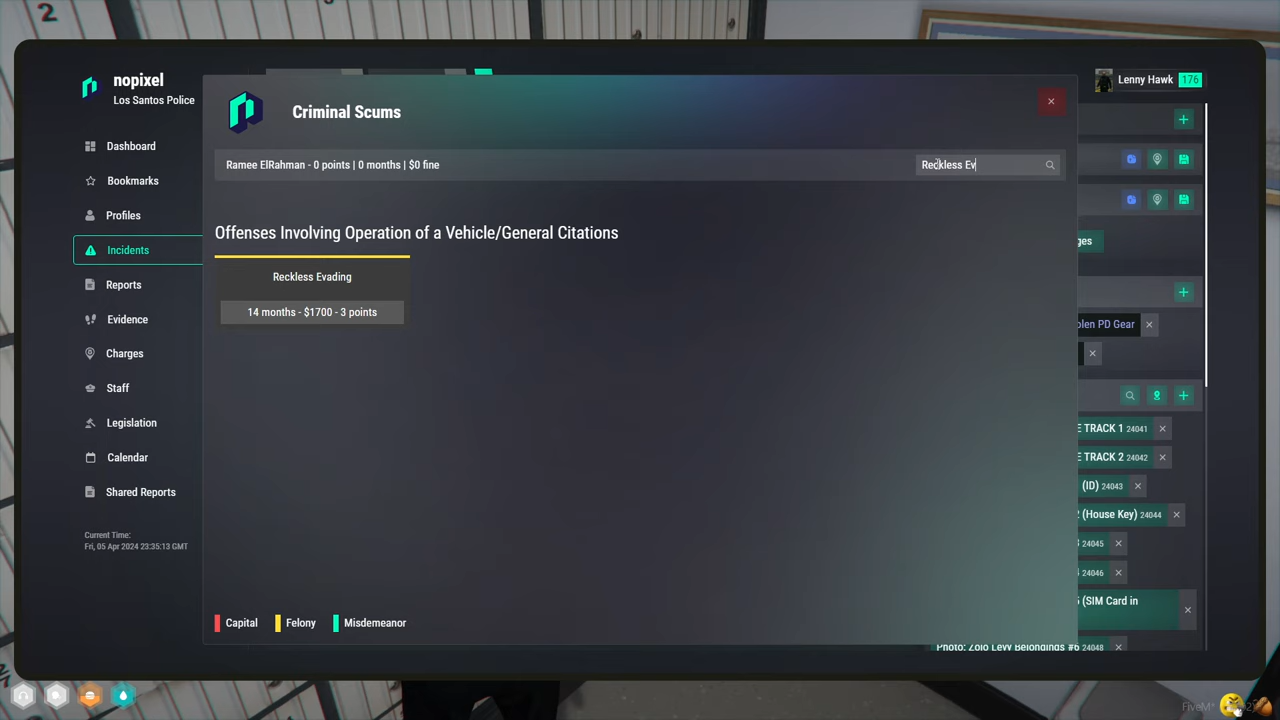 2
nopixel
Los Santos Police
Lenny Hawk 176
Criminal Scums
Ramee ElRahman - 0 points | 0 months | $0 fine
Reckless Ev
Dashboard
Bookmarks
Profiles
Incidents
Reports
Evidence
Charges
Staff
Legislation
Calendar
Shared Reports
Current Time:
Fri, 05 Apr 2024 23:35:13 GMT
Offenses Involving Operation of a Vehicle/General Citations
Reckless Evading
14 months - $1700 - 3 points
Capital
Felony
Misdemeanor
ges
olen PD Gear
E TRACK 1 24041
E TRACK 2 24042
(ID) 24043
2 (House Key) 24044
24045
24046
(SIM Card in
Photo: Zolo Levy Belongings #6 24048
FiveM*